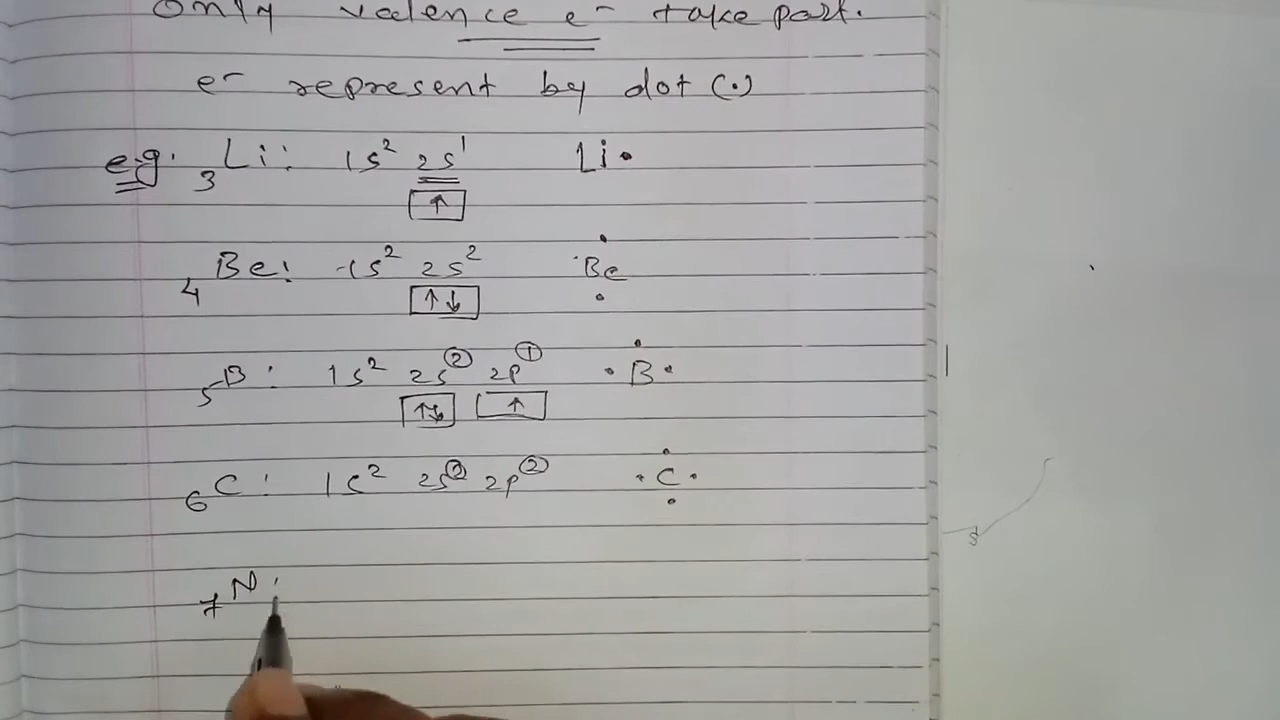 Only valence e⁻ take part.
e⁻ represent by dot (•)
e.g. ₃Li: 1s² 2s¹ Li•
↑
₄Be: 1s² 2s² Be
↑↓
₅B: 1s² 2s② 2p① •B•
↑↓ ↑
₆C: 1s² 2s② 2p② •C•
₇N: